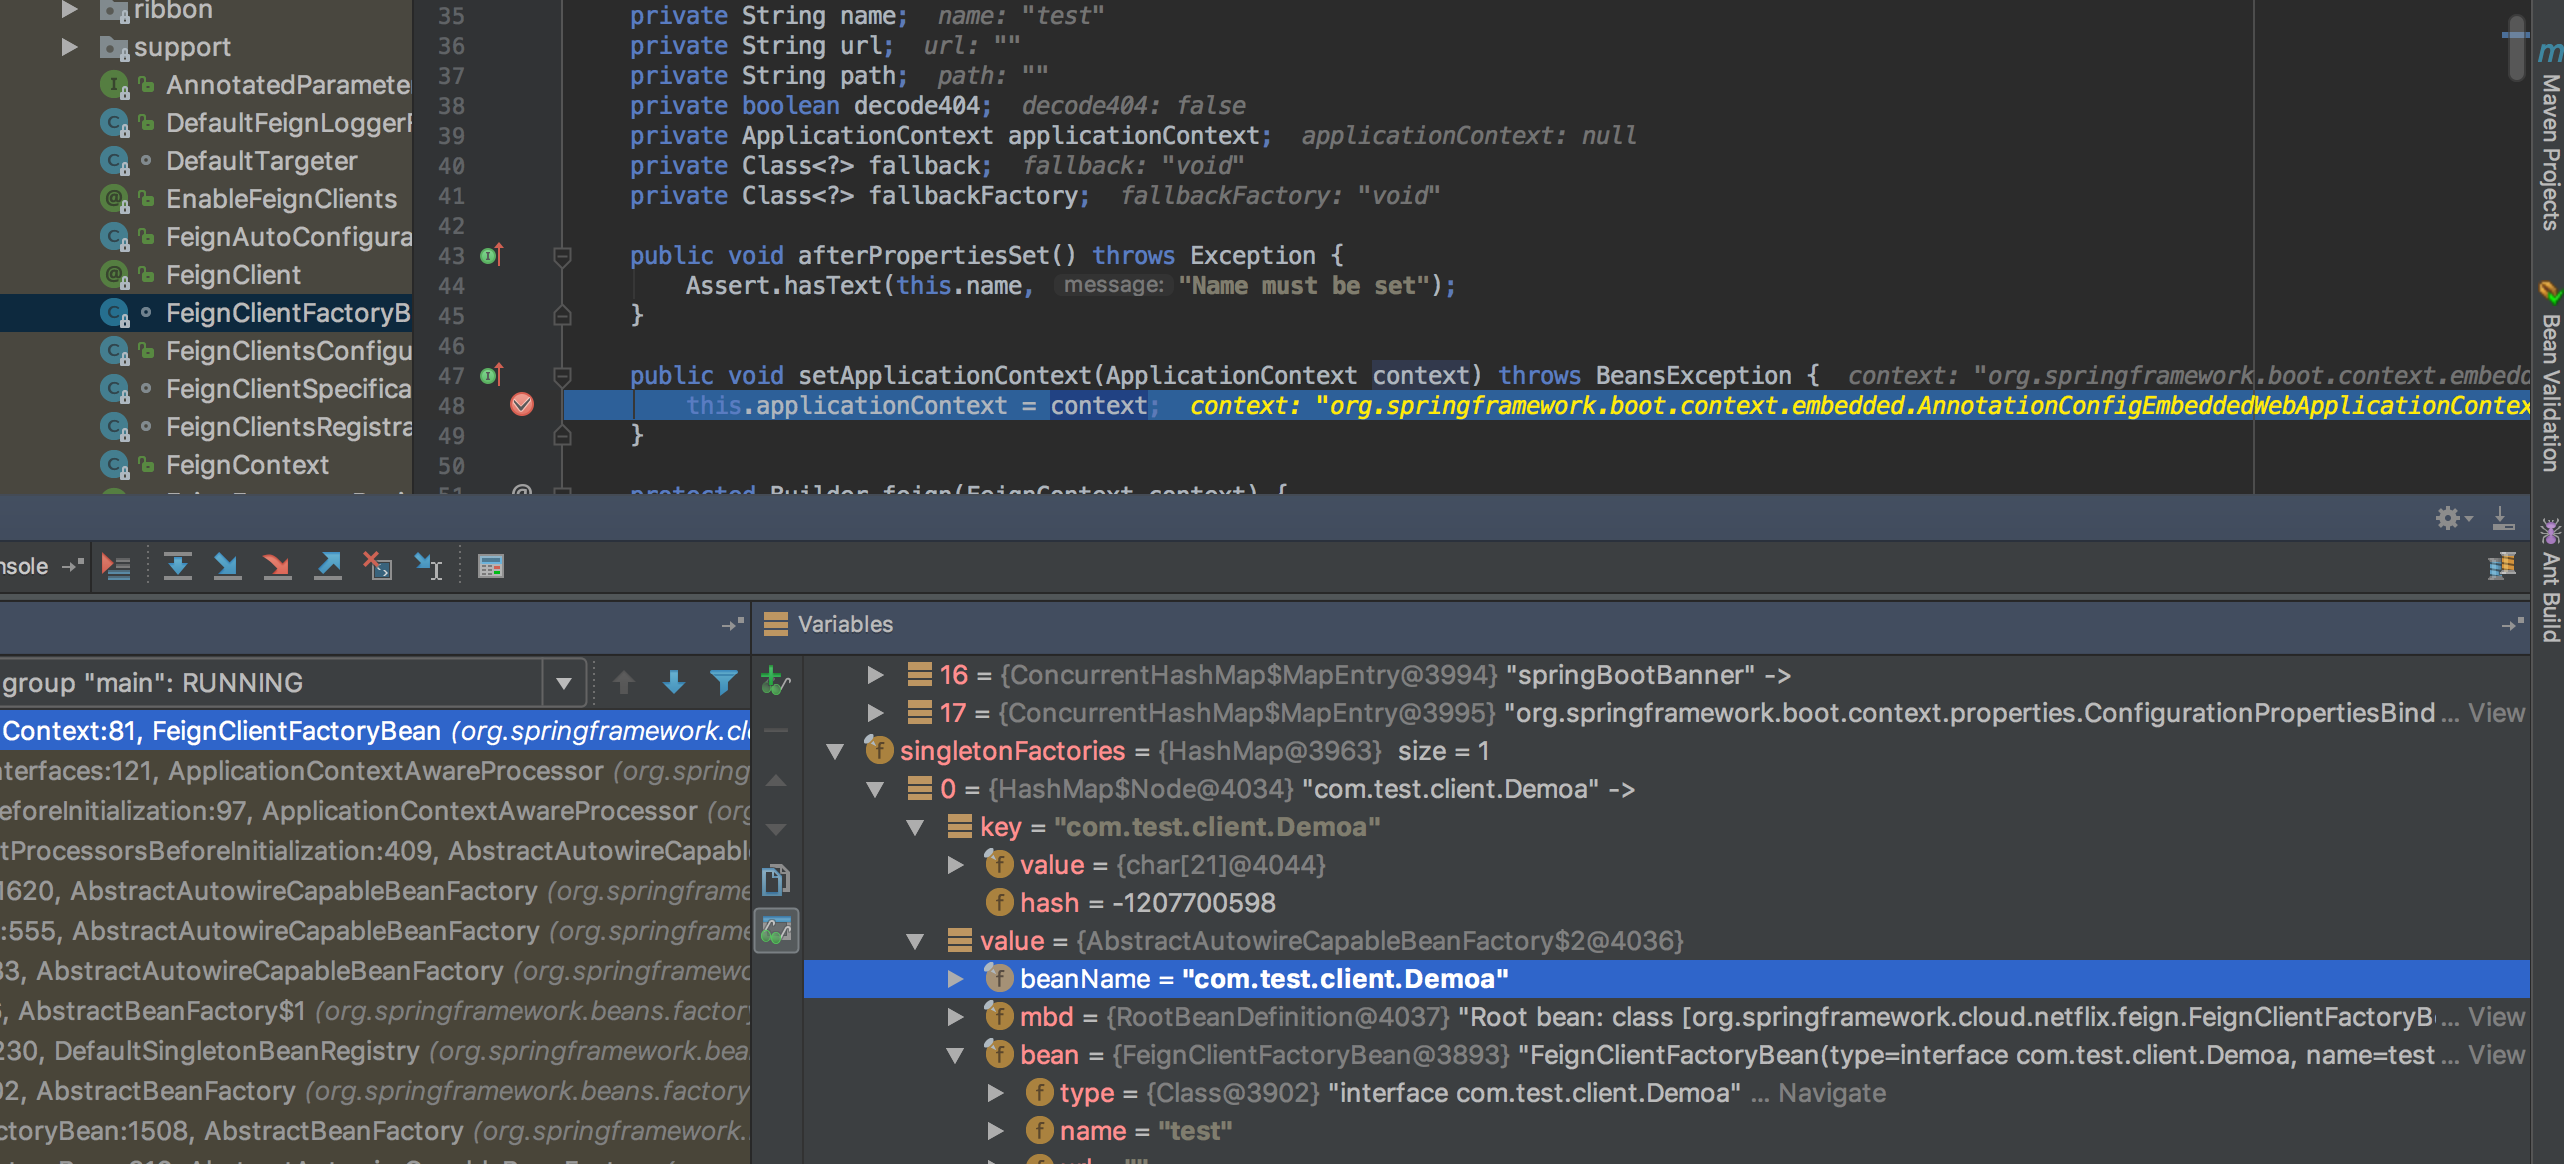 ribbon
support
AnnotatedParamete
DefaultFeignLogger
DefaultTargeter
EnableFeignClients
FeignAutoConfigura
FeignClient
FeignClientFactoryB
FeignClientsConfigu
FeignClientSpecifica
FeignClientsRegistra
FeignContext
35 private String name; name: "test"
36 private String url; url: ""
37 private String path; path: ""
38 private boolean decode404; decode404: false
39 private ApplicationContext applicationContext; applicationContext: null
40 private Class<?> fallback; fallback: "void"
41 private Class<?> fallbackFactory; fallbackFactory: "void"
42
43 public void afterPropertiesSet() throws Exception {
44 Assert.hasText(this.name, message: "Name must be set");
45 }
46
47 public void setApplicationContext(ApplicationContext context) throws BeansException { context: "org.springframework.boot.context.embedd
48 this.applicationContext = context; context: "org.springframework.boot.context.embedded.AnnotationConfigEmbeddedWebApplicationContex
49 }
50
51 protected Builder feign(FeignContext context) {
Maven Projects
Bean Validation
Ant Build
nsole
group "main": RUNNING
Context:81, FeignClientFactoryBean (org.springframework.cl
terfaces:121, ApplicationContextAwareProcessor (org.spring
eforeInitialization:97, ApplicationContextAwareProcessor (org
tProcessorsBeforeInitialization:409, AbstractAutowireCapabl
1620, AbstractAutowireCapableBeanFactory (org.springframe
:555, AbstractAutowireCapableBeanFactory (org.springframe
33, AbstractAutowireCapableBeanFactory (org.springframewo
, AbstractBeanFactory$1 (org.springframework.beans.factory
230, DefaultSingletonBeanRegistry (org.springframework.bea
02, AbstractBeanFactory (org.springframework.beans.factory
ctoryBean:1508, AbstractBeanFactory (org.springframework.
Variables
16 = {ConcurrentHashMap$MapEntry@3994} "springBootBanner" ->
17 = {ConcurrentHashMap$MapEntry@3995} "org.springframework.boot.context.properties.ConfigurationPropertiesBind ... View
singletonFactories = {HashMap@3963} size = 1
0 = {HashMap$Node@4034} "com.test.client.Demoa" ->
key = "com.test.client.Demoa"
value = {char[21]@4044}
hash = -1207700598
value = {AbstractAutowireCapableBeanFactory$2@4036}
beanName = "com.test.client.Demoa"
mbd = {RootBeanDefinition@4037} "Root bean: class [org.springframework.cloud.netflix.feign.FeignClientFactoryB... View
bean = {FeignClientFactoryBean@3893} "FeignClientFactoryBean(type=interface com.test.client.Demoa, name=test ... View
type = {Class@3902} "interface com.test.client.Demoa" ... Navigate
name = "test"